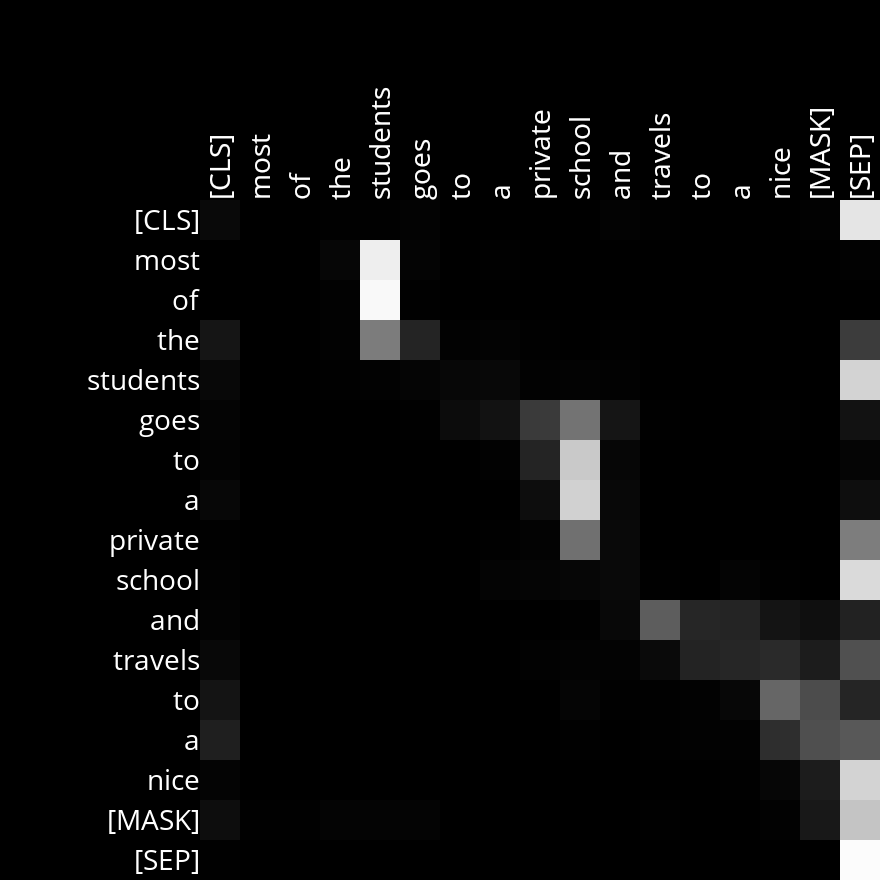 [CLS] most of the students goes to a private school and travels to a nice [MASK] [SEP]
[CLS]
most
of
the
students
goes
to
a
private
school
and
travels
to
a
nice
[MASK]
[SEP]